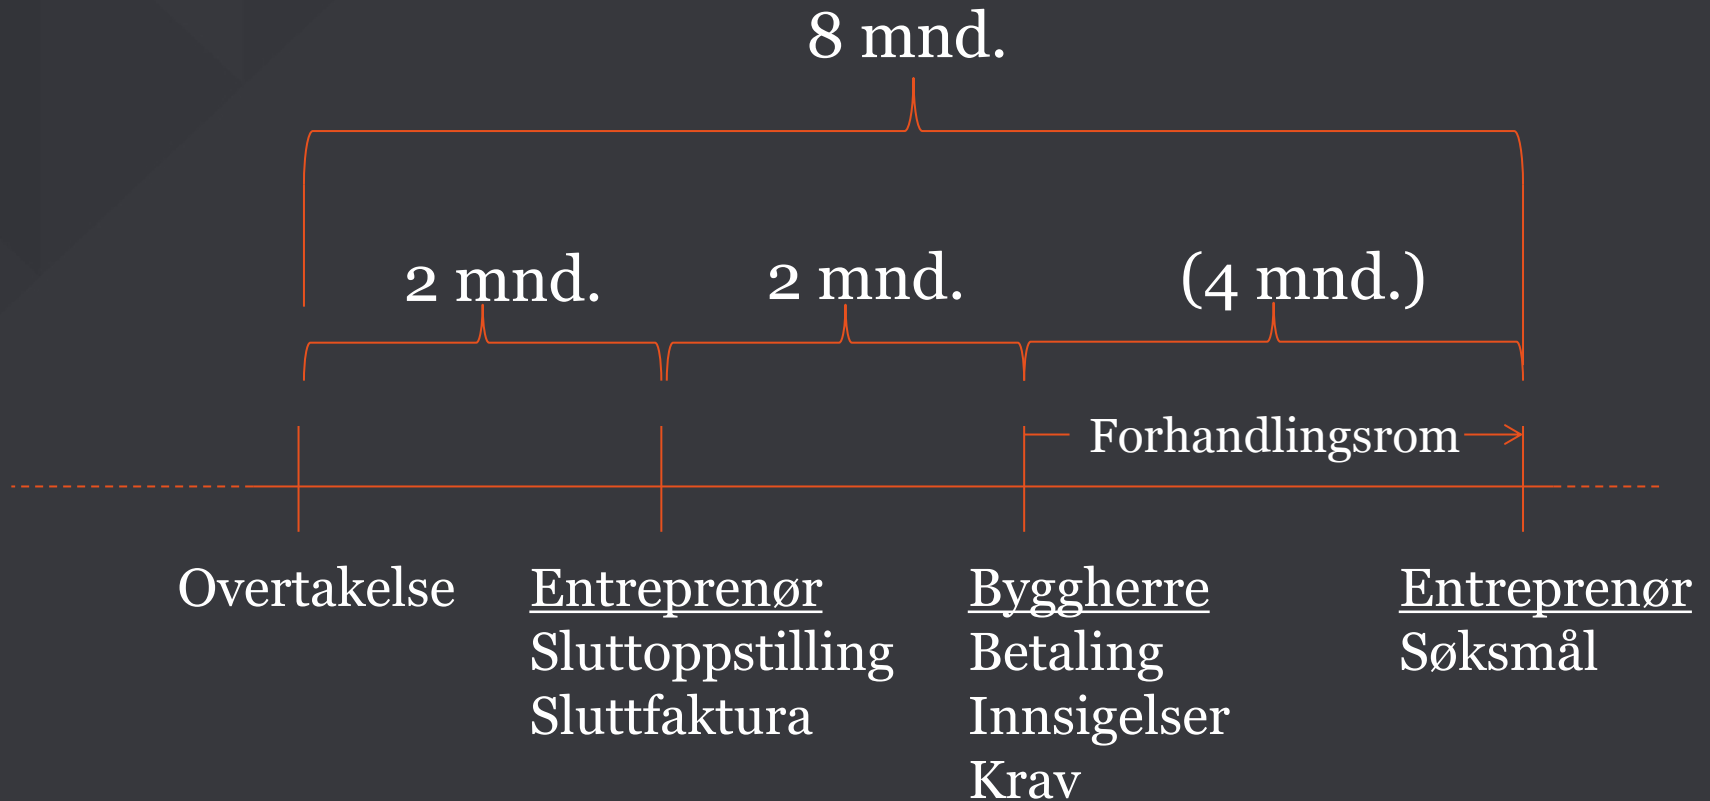 8 mnd.
2 mnd.
2 mnd.
(4 mnd.)
Forhandlingsrom
Overtakelse
Entreprenør
Sluttoppstilling
Sluttfaktura
Byggherre
Betaling
Innsigelser
Krav
Entreprenør
Søksmål